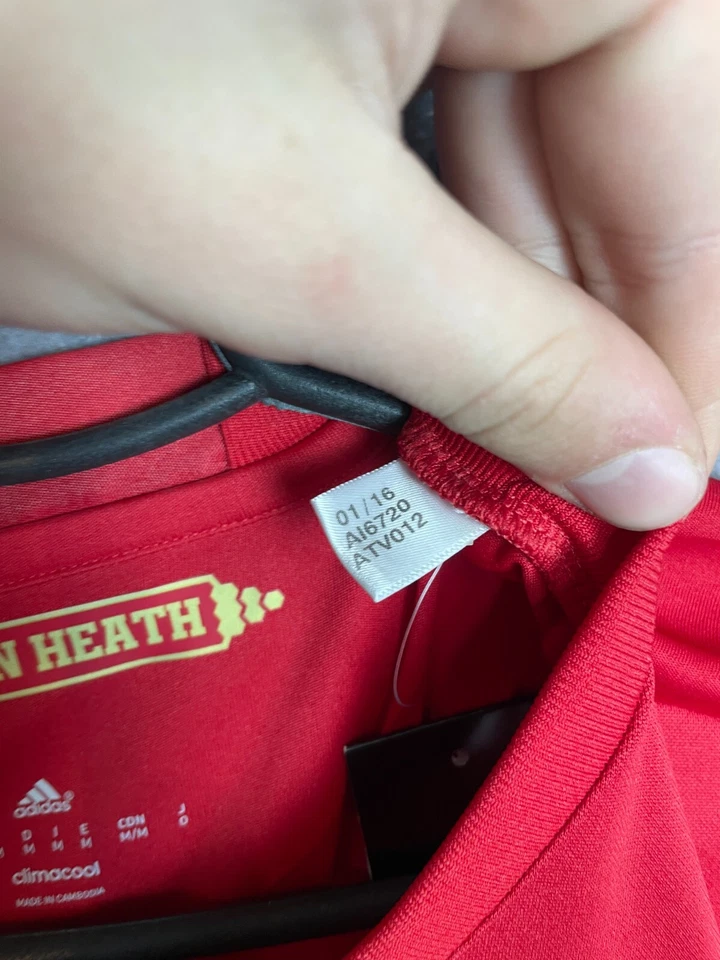 01/16
AI6720
ATV012
N HEATH
adidas®
D I E CDN J
M M M M/M O
climacool
MADE IN CAMBODIA